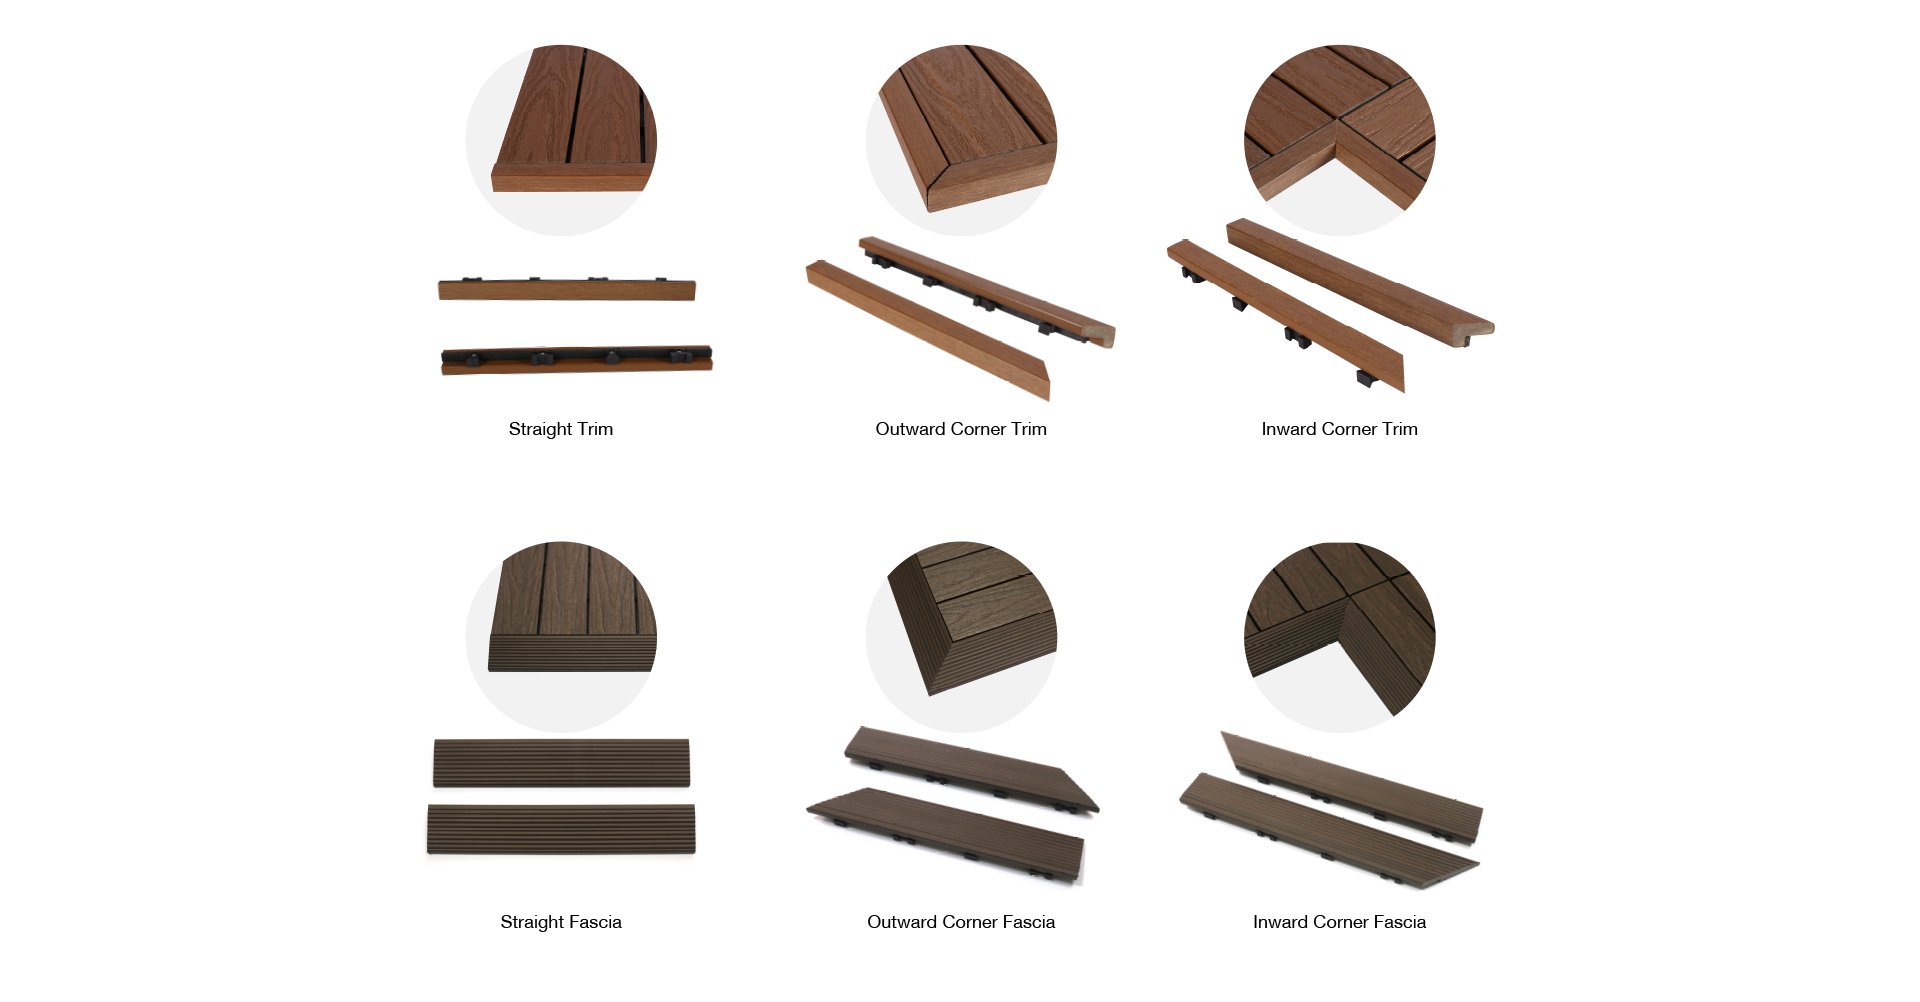 Straight Trim
Outward Corner Trim
Inward Corner Trim
Straight Fascia
Outward Corner Fascia
Inward Corner Fascia